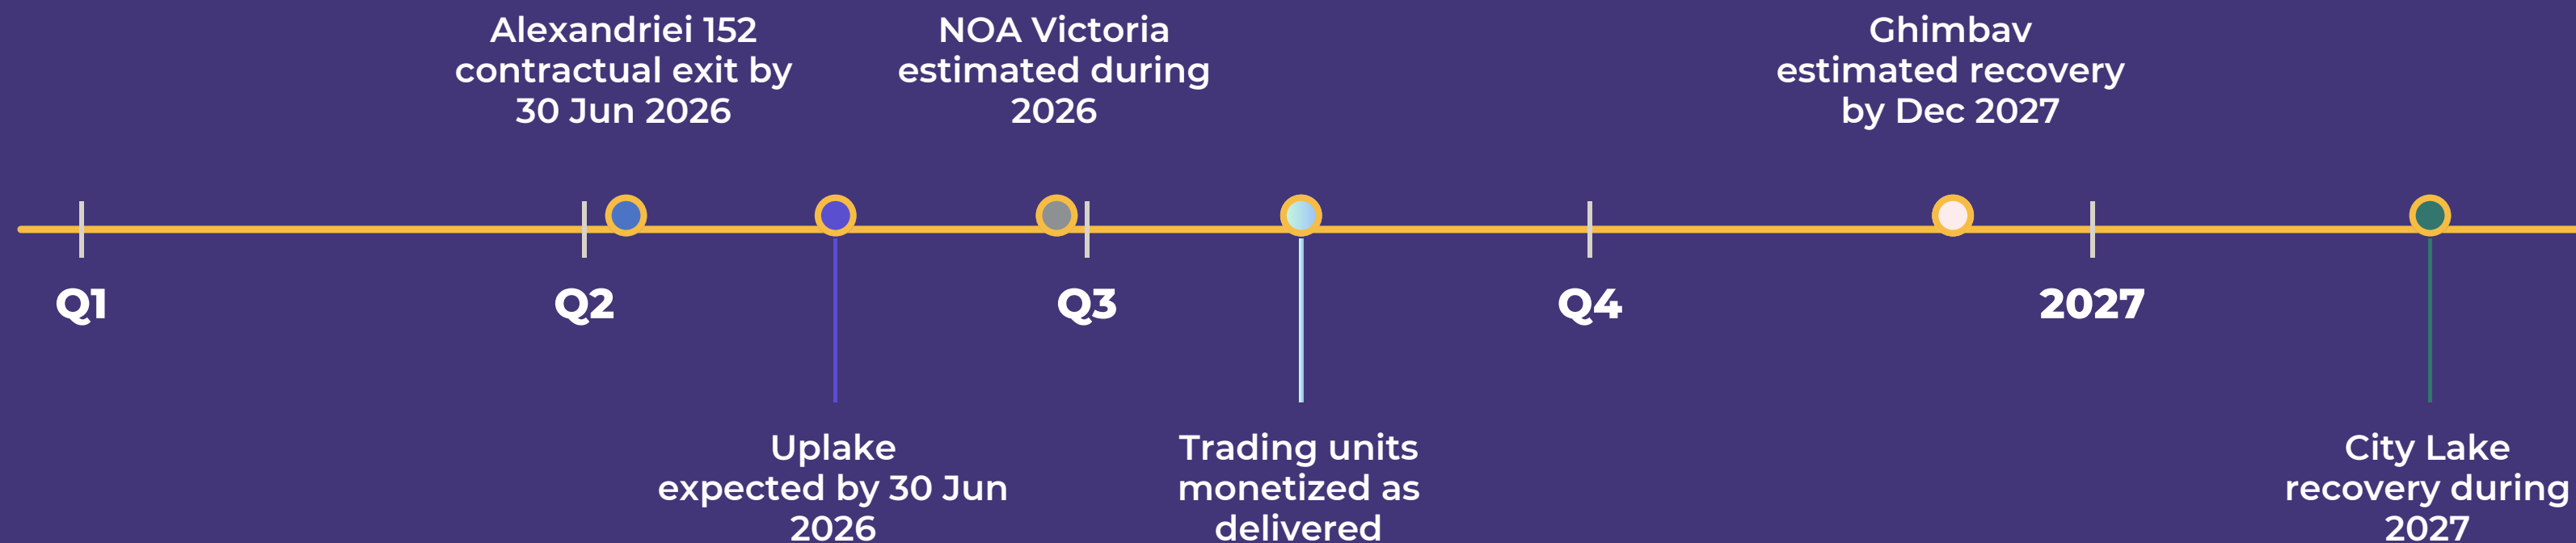 Alexandriei 152
contractual exit by
30 Jun 2026
NOA Victoria
estimated during
2026
Ghimbav
estimated recovery
by Dec 2027
Q1
Q2
Q3
Q4
2027
Uplake
expected by 30 Jun
2026
Trading units
monetized as
delivered
City Lake
recovery during
2027